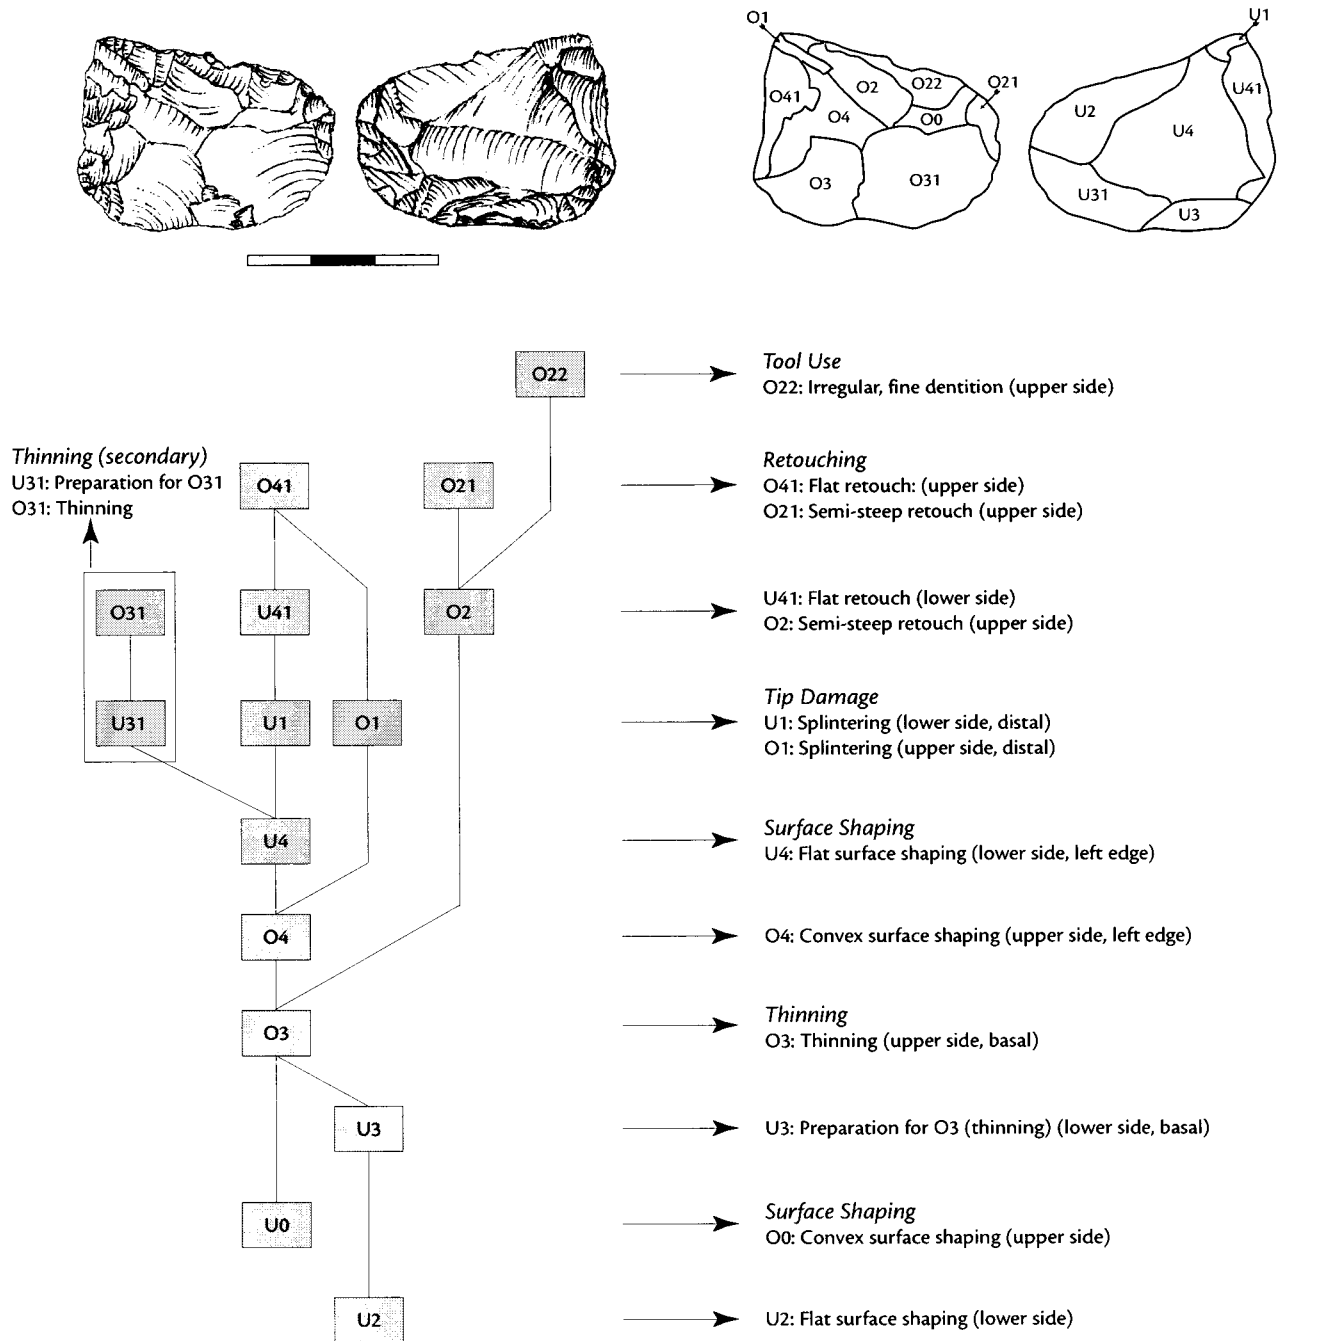 O1
U1
O41
O2
O22
O21
O4
O0
O3
O31
U2
U41
U4
U31
U3
O22
Tool Use
O22: Irregular, fine dentition (upper side)
Thinning (secondary)
U31: Preparation for O31
O31: Thinning
O41
O21
Retouching
O41: Flat retouch: (upper side)
O21: Semi-steep retouch (upper side)
O31
U41
O2
U41: Flat retouch (lower side)
O2: Semi-steep retouch (upper side)
U31
U1
O1
Tip Damage
U1: Splintering (lower side, distal)
O1: Splintering (upper side, distal)
U4
Surface Shaping
U4: Flat surface shaping (lower side, left edge)
O4
O4: Convex surface shaping (upper side, left edge)
O3
Thinning
O3: Thinning (upper side, basal)
U3
U3: Preparation for O3 (thinning) (lower side, basal)
U0
Surface Shaping
O0: Convex surface shaping (upper side)
U2
U2: Flat surface shaping (lower side)